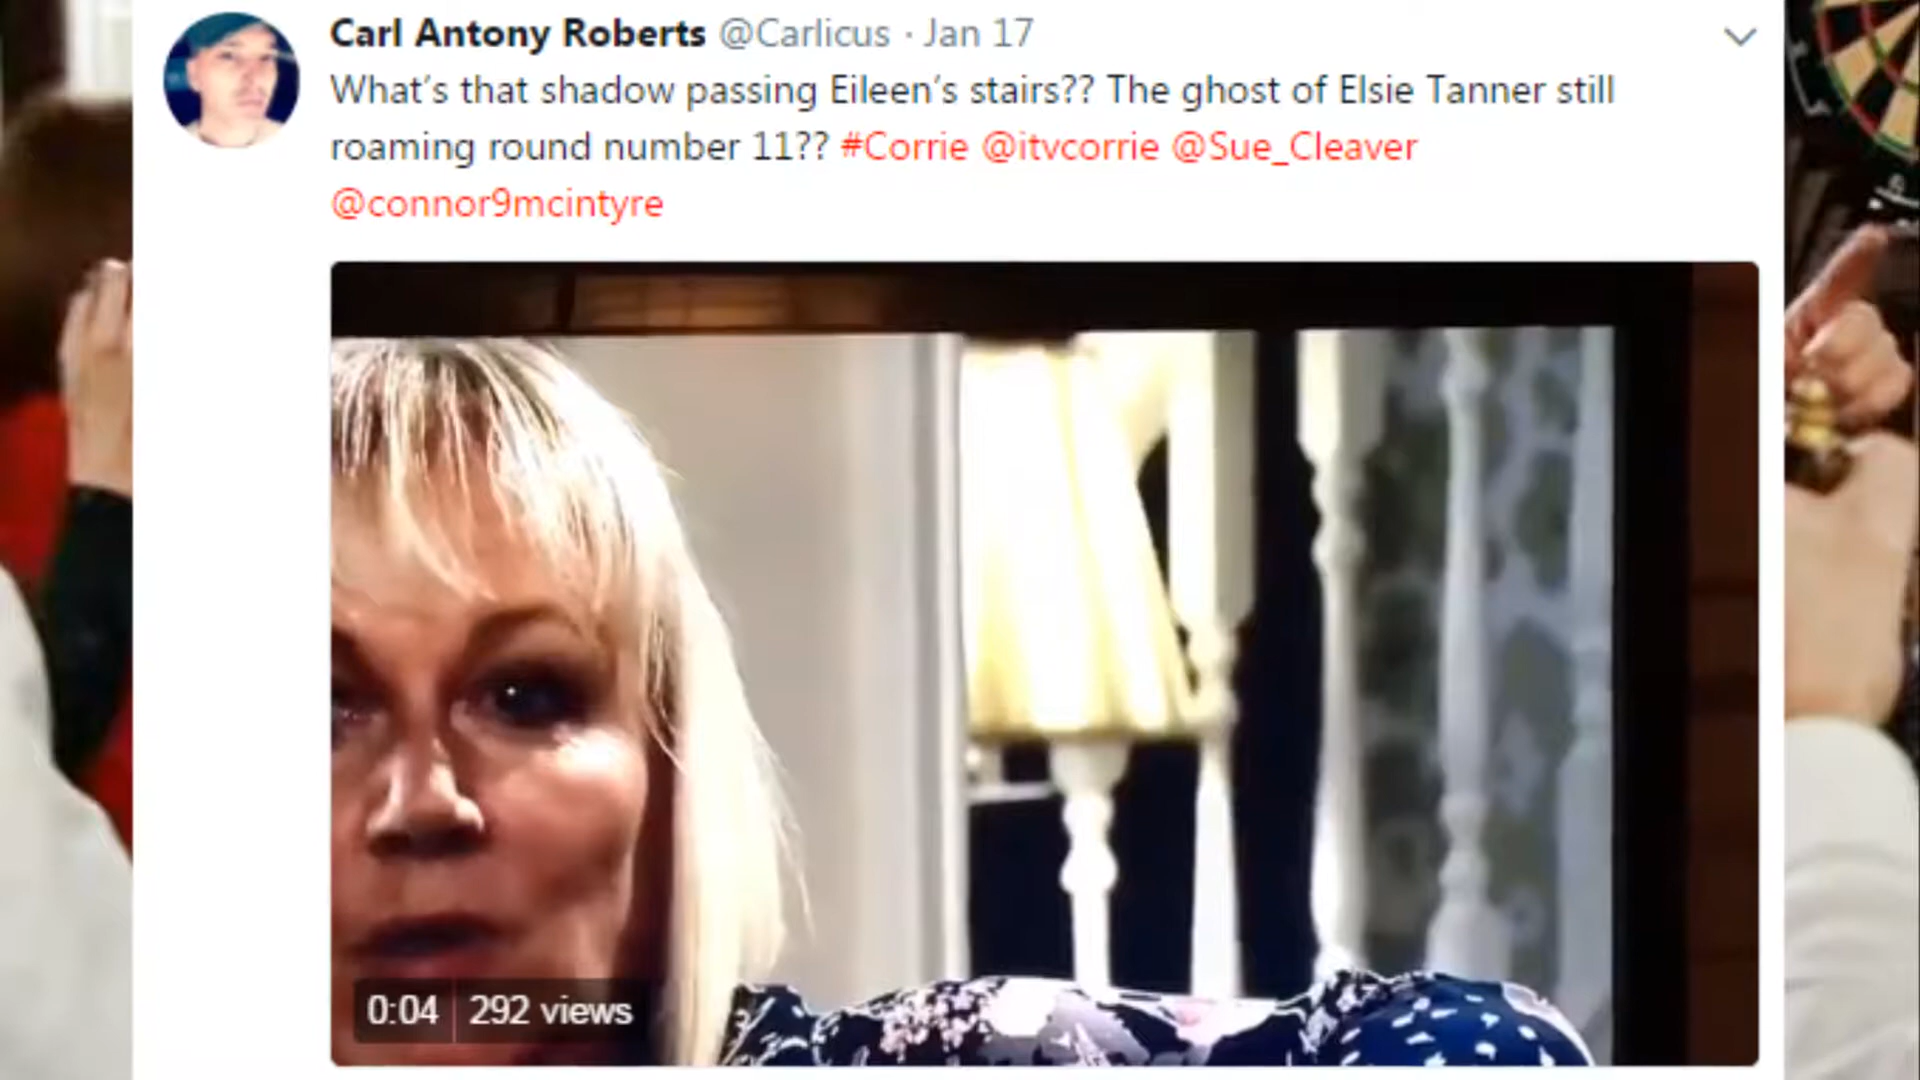 Carl Antony Roberts @Carlicus · Jan 17
What’s that shadow passing Eileen’s stairs?? The ghost of Elsie Tanner still
roaming round number 11?? #Corrie @itvcorrie @Sue_Cleaver
@connor9mcintyre
0:04 292 views